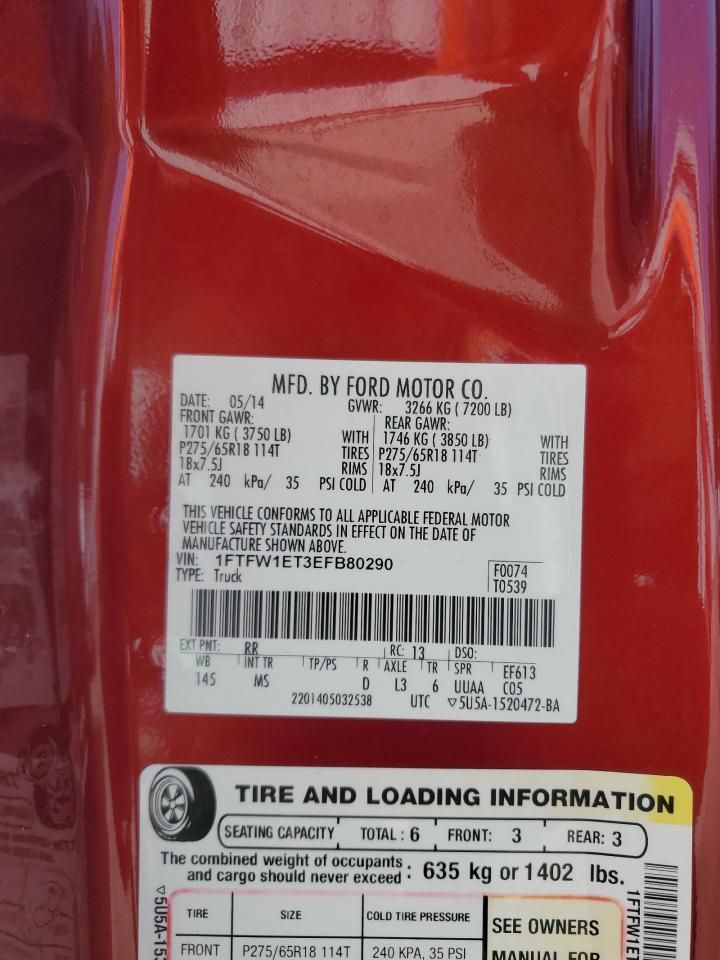 MFD. BY FORD MOTOR CO.
DATE: 05/14 GVWR: 3266 KG ( 7200 LB)
FRONT GAWR: REAR GAWR:
1701 KG ( 3750 LB) WITH 1746 KG ( 3850 LB) WITH
P275/65R18 114T TIRES P275/65R18 114T TIRES
18x7.5J RIMS 18x7.5J RIMS
AT 240 kPa/ 35 PSI COLD AT 240 kPa/ 35 PSI COLD
THIS VEHICLE CONFORMS TO ALL APPLICABLE FEDERAL MOTOR
VEHICLE SAFETY STANDARDS IN EFFECT ON THE DATE OF
MANUFACTURE SHOWN ABOVE.
VIN: 1FTFW1ET3EFB80290
TYPE: Truck
F0074
T0539
EXT PNT: RR RC: 13 DSO:
WB INT TR TP/PS R AXLE TR SPR EF613
145 MS D L3 6 UUAA C05
2201405032538 UTC ▽5U5A-1520472-BA
TIRE AND LOADING INFORMATION
SEATING CAPACITY TOTAL : 6 FRONT: 3 REAR: 3
The combined weight of occupants
and cargo should never exceed : 635 kg or 1402 lbs.
TIRE SIZE COLD TIRE PRESSURE SEE OWNERS
FRONT P275/65R18 114T 240 KPA, 35 PSI MANUAL FOR
▽5U5A-153
1FTFW1ET